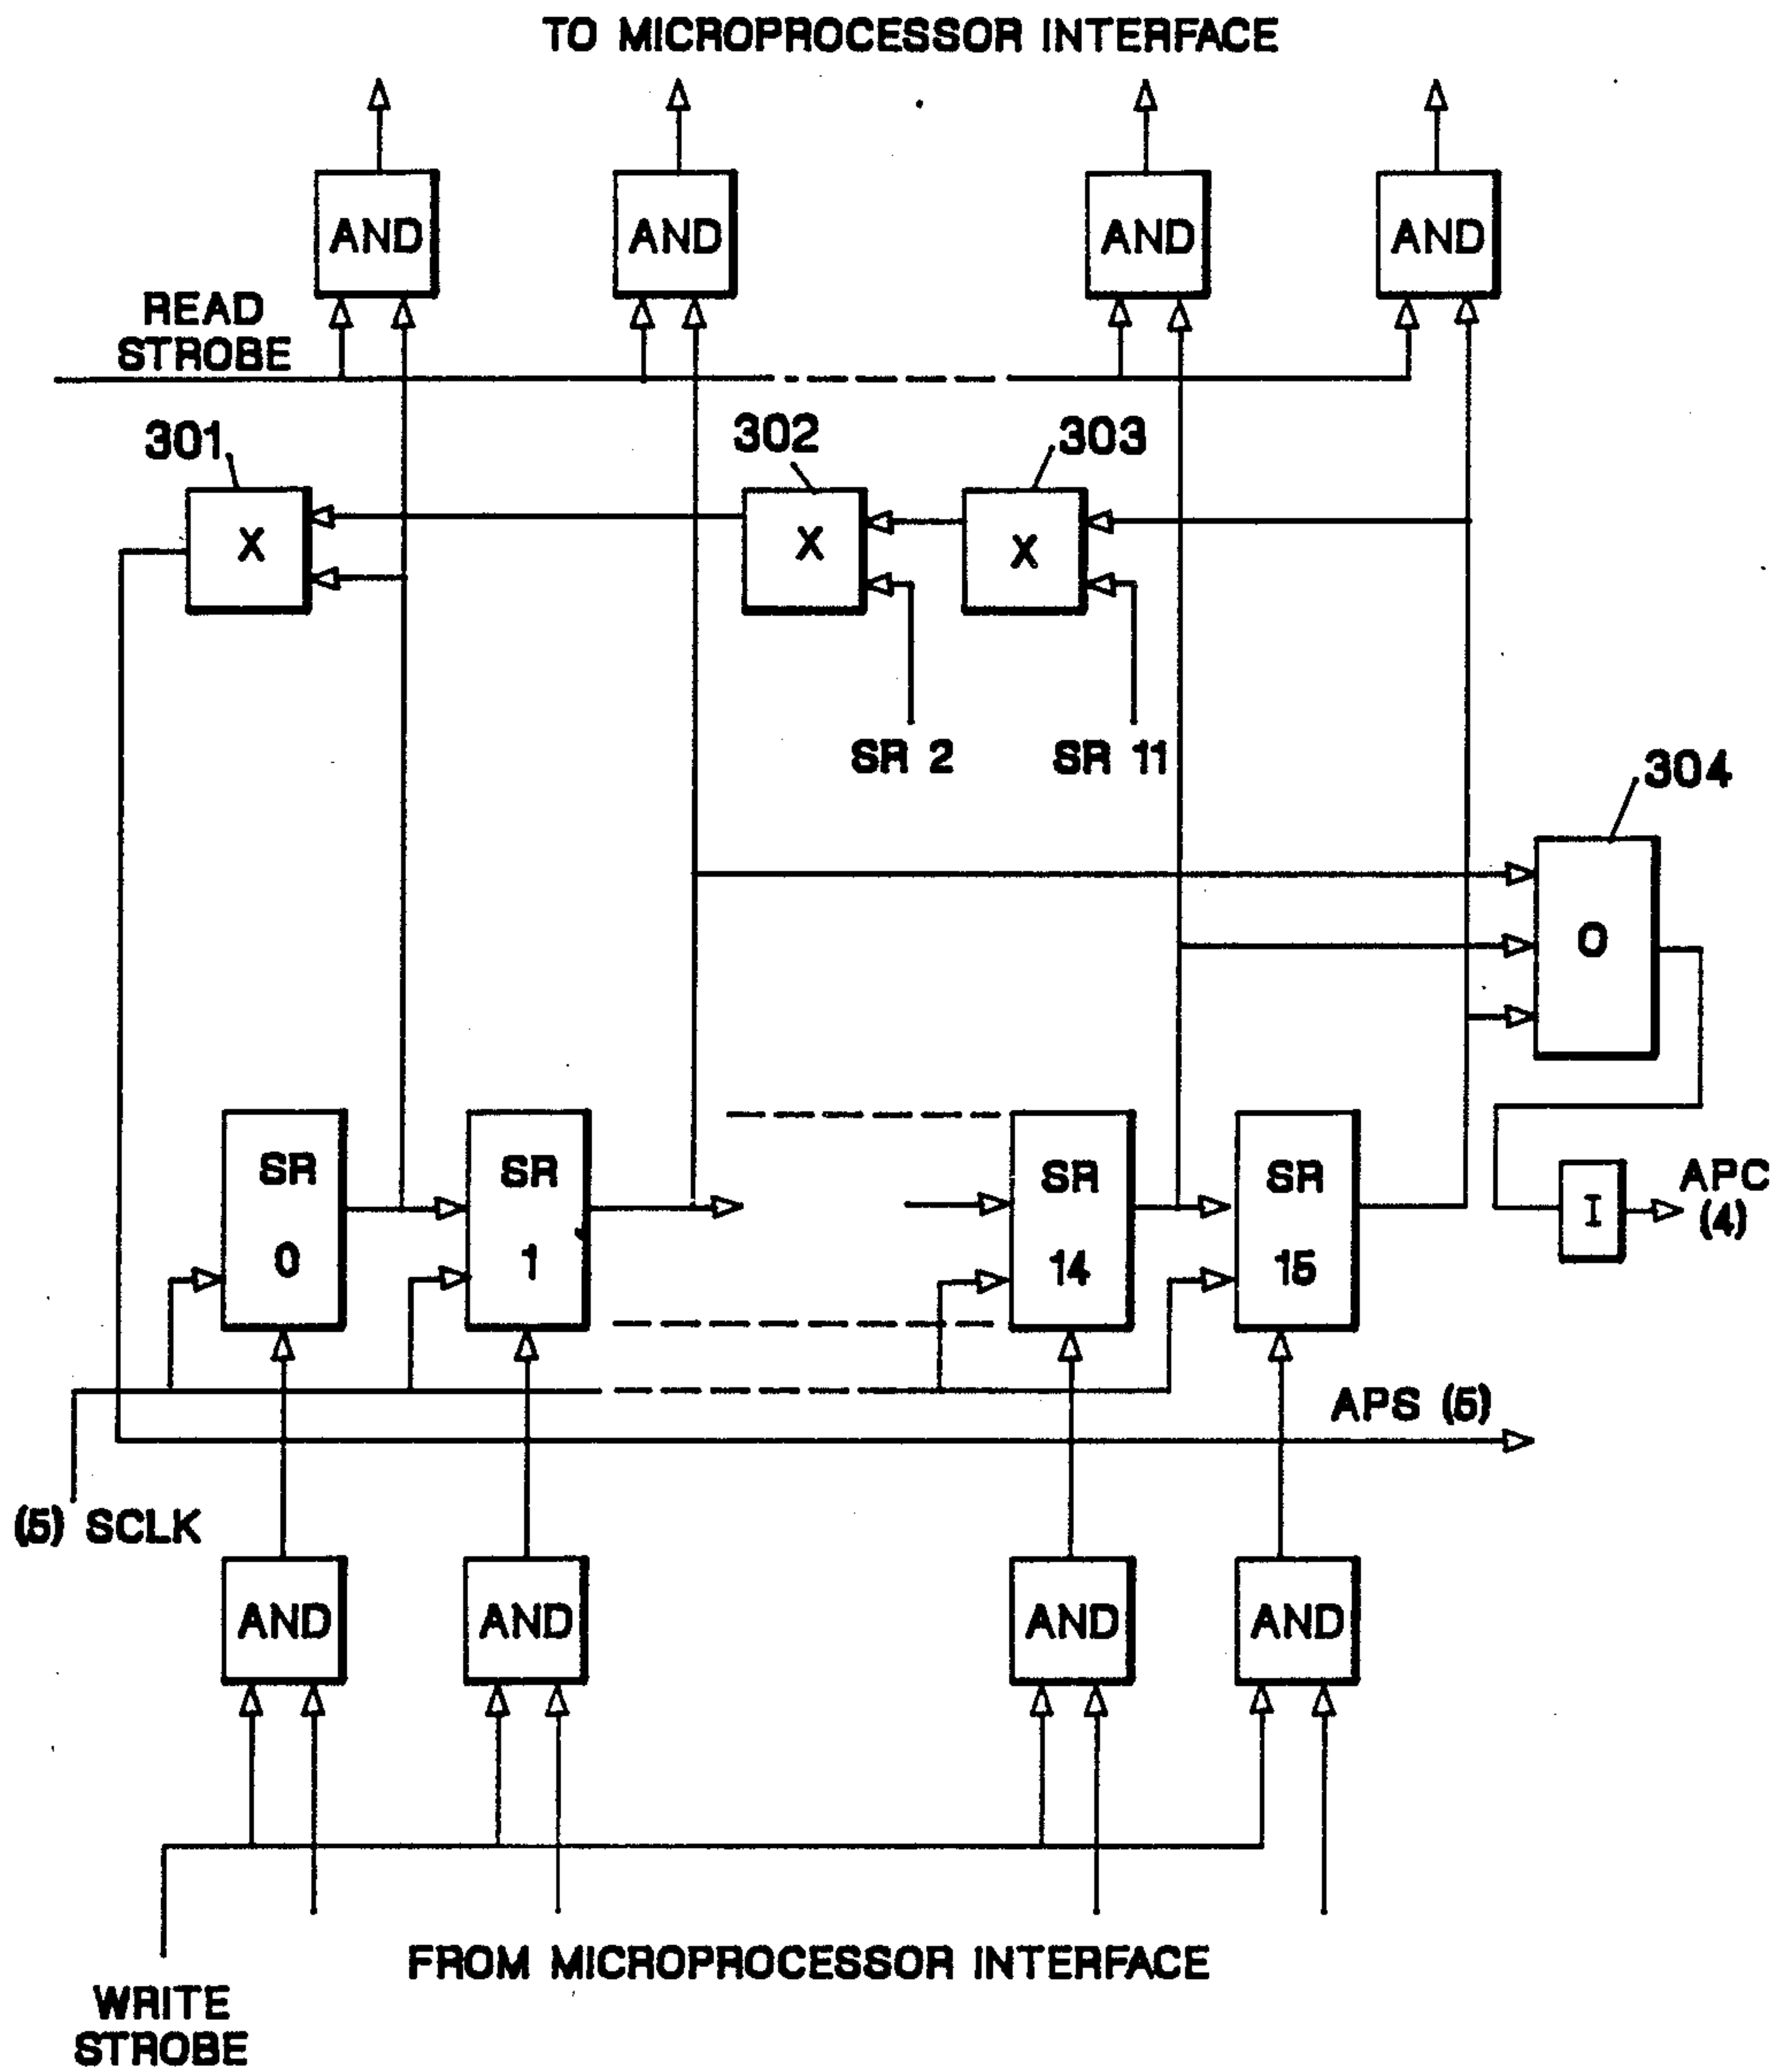 TO MICROPROCESSOR INTERFACE
AND AND AND AND
READ
STROBE
301 302 303
X X X
SR 2 SR 11
304
O
SR SR SR SR
0 1 14 15
I APC
(4)
APS (5)
(5) SCLK
AND AND AND AND
FROM MICROPROCESSOR INTERFACE
WRITE
STROBE